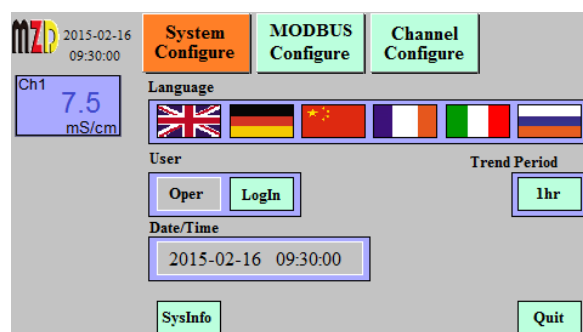 MZD 2015-02-16
09:30:00
System Configure
MODBUS Configure
Channel Configure
Ch1
7.5
mS/cm
Language
User
Trend Period
Oper
LogIn
1hr
Date/Time
2015-02-16 09:30:00
SysInfo
Quit